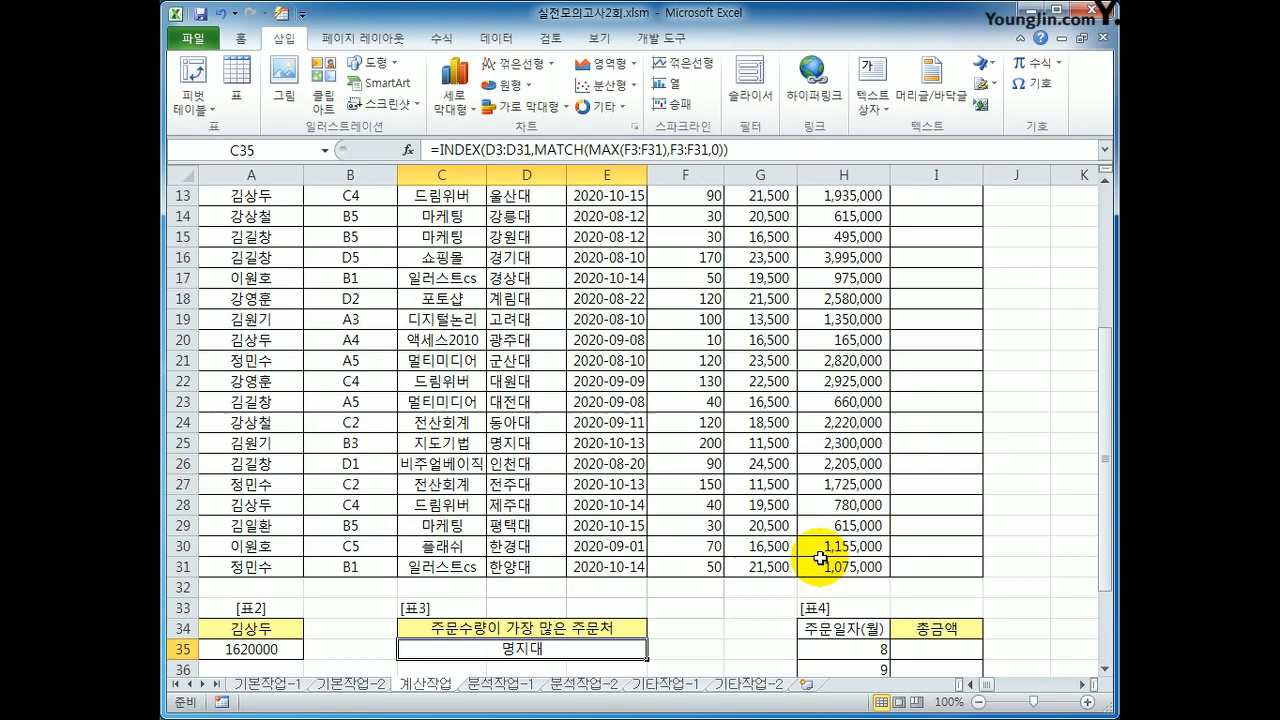 실전모의고사2회.xlsm - Microsoft Excel
YoungJin.com Y.
파일 홈 삽입 페이지 레이아웃 수식 데이터 검토 보기 개발 도구
피벗 테이블 표 그림 클립 아트 도형 SmartArt 스크린샷 세로 막대형 꺾은선형 원형 가로 막대형 영역형 분산형 기타 꺾은선형 열 승패 슬라이서 하이퍼링크 텍스트 상자 머리글/바닥글 수식 기호
표 일러스트레이션 차트 스파크라인 필터 링크 텍스트 기호
C35 fx =INDEX(D3:D31,MATCH(MAX(F3:F31),F3:F31,0))
A B C D E F G H I J K
13 김상두 C4 드림위버 울산대 2020-10-15 90 21,500 1,935,000
14 강상철 B5 마케팅 강릉대 2020-08-12 30 20,500 615,000
15 김길창 B5 마케팅 강원대 2020-08-12 30 16,500 495,000
16 김길창 D5 쇼핑몰 경기대 2020-08-10 170 23,500 3,995,000
17 이원호 B1 일러스트cs 경상대 2020-10-14 50 19,500 975,000
18 강영훈 D2 포토샵 계림대 2020-08-22 120 21,500 2,580,000
19 김원기 A3 디지털논리 고려대 2020-08-10 100 13,500 1,350,000
20 김상두 A4 액세스2010 광주대 2020-09-08 10 16,500 165,000
21 정민수 A5 멀티미디어 군산대 2020-08-10 120 23,500 2,820,000
22 강영훈 C4 드림위버 대원대 2020-09-09 130 22,500 2,925,000
23 김길창 A5 멀티미디어 대전대 2020-09-08 40 16,500 660,000
24 강상철 C2 전산회계 동아대 2020-09-11 120 18,500 2,220,000
25 김원기 B3 지도기법 명지대 2020-10-13 200 11,500 2,300,000
26 김길창 D1 비주얼베이직 인천대 2020-08-20 90 24,500 2,205,000
27 정민수 C2 전산회계 전주대 2020-10-13 150 11,500 1,725,000
28 김상두 C4 드림위버 제주대 2020-10-14 40 19,500 780,000
29 김일환 B5 마케팅 평택대 2020-10-15 30 20,500 615,000
30 이원호 C5 플래쉬 한경대 2020-09-01 70 16,500 1,155,000
31 정민수 B1 일러스트cs 한양대 2020-10-14 50 21,500 1,075,000
32
33 [표2] [표3] [표4]
34 김상두 주문수량이 가장 많은 주문처 주문일자(월) 총금액
35 1620000 명지대 8
36 9
기본작업-1 기본작업-2 계산작업 분석작업-1 분석작업-2 기타작업-1 기타작업-2
준비 100%